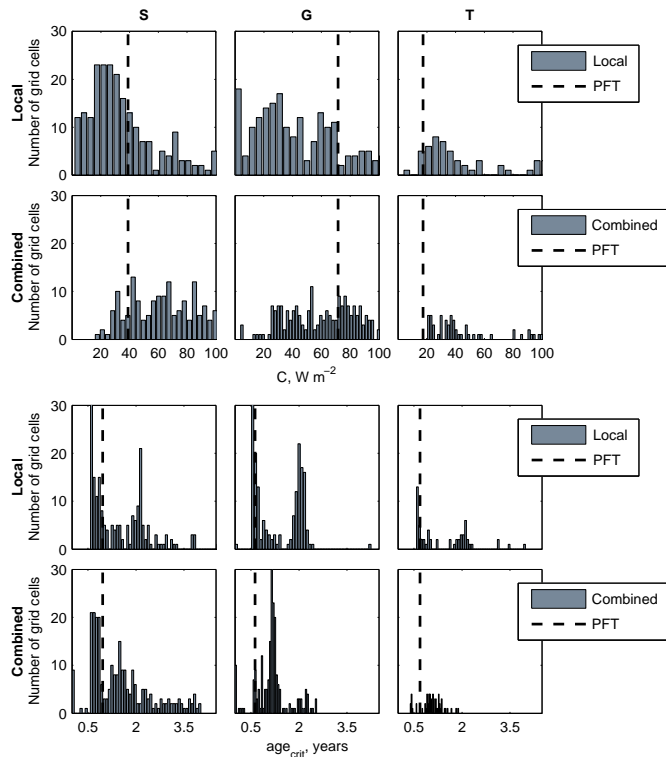 S G T
30
20
10
0
Local
Number of grid cells
Local
PFT
30
20
10
0
Combined
Number of grid cells
Combined
PFT
20 40 60 80 100 20 40 60 80 100 20 40 60 80 100
C, W m⁻²
30
20
10
0
Local
Number of grid cells
Local
PFT
30
20
10
0
Combined
Number of grid cells
Combined
PFT
0.5 2 3.5 0.5 2 3.5 0.5 2 3.5
age_crit, years